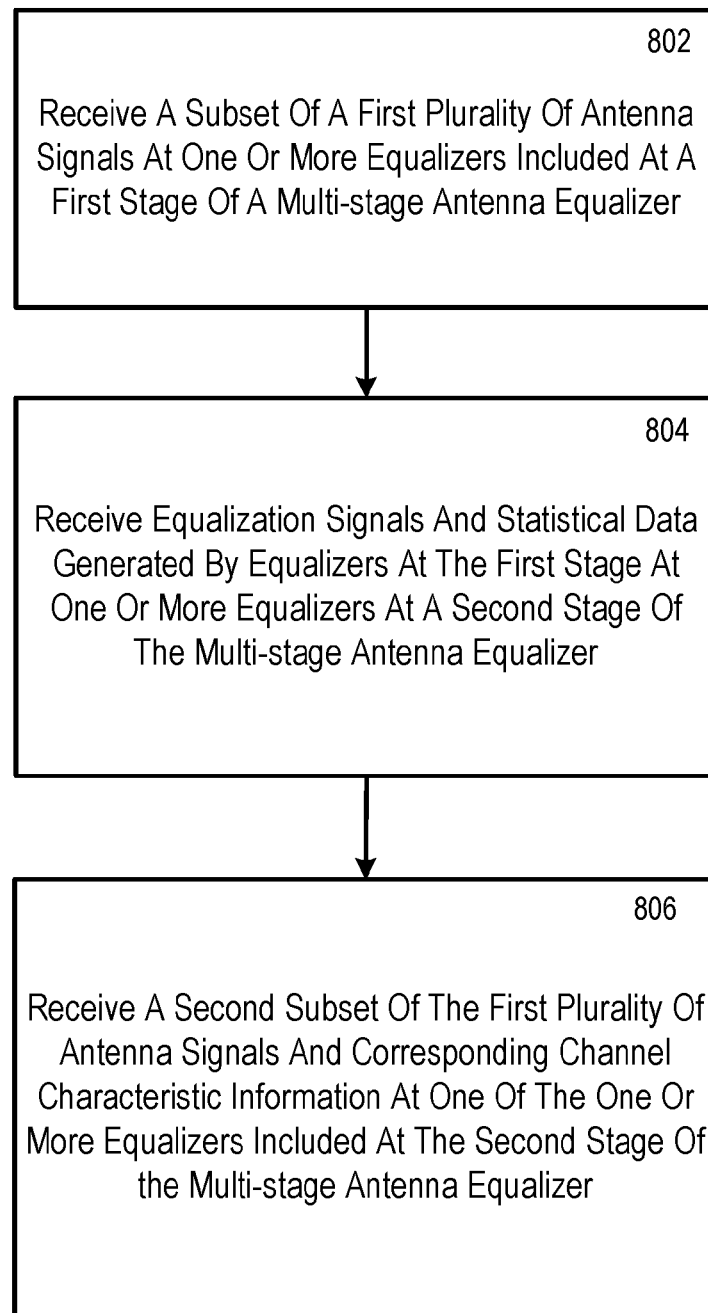 802
Receive A Subset Of A First Plurality Of Antenna
Signals At One Or More Equalizers Included At A
First Stage Of A Multi-stage Antenna Equalizer
804
Receive Equalization Signals And Statistical Data
Generated By Equalizers At The First Stage At
One Or More Equalizers At A Second Stage Of
The Multi-stage Antenna Equalizer
806
Receive A Second Subset Of The First Plurality Of
Antenna Signals And Corresponding Channel
Characteristic Information At One Of The One Or
More Equalizers Included At The Second Stage Of
the Multi-stage Antenna Equalizer